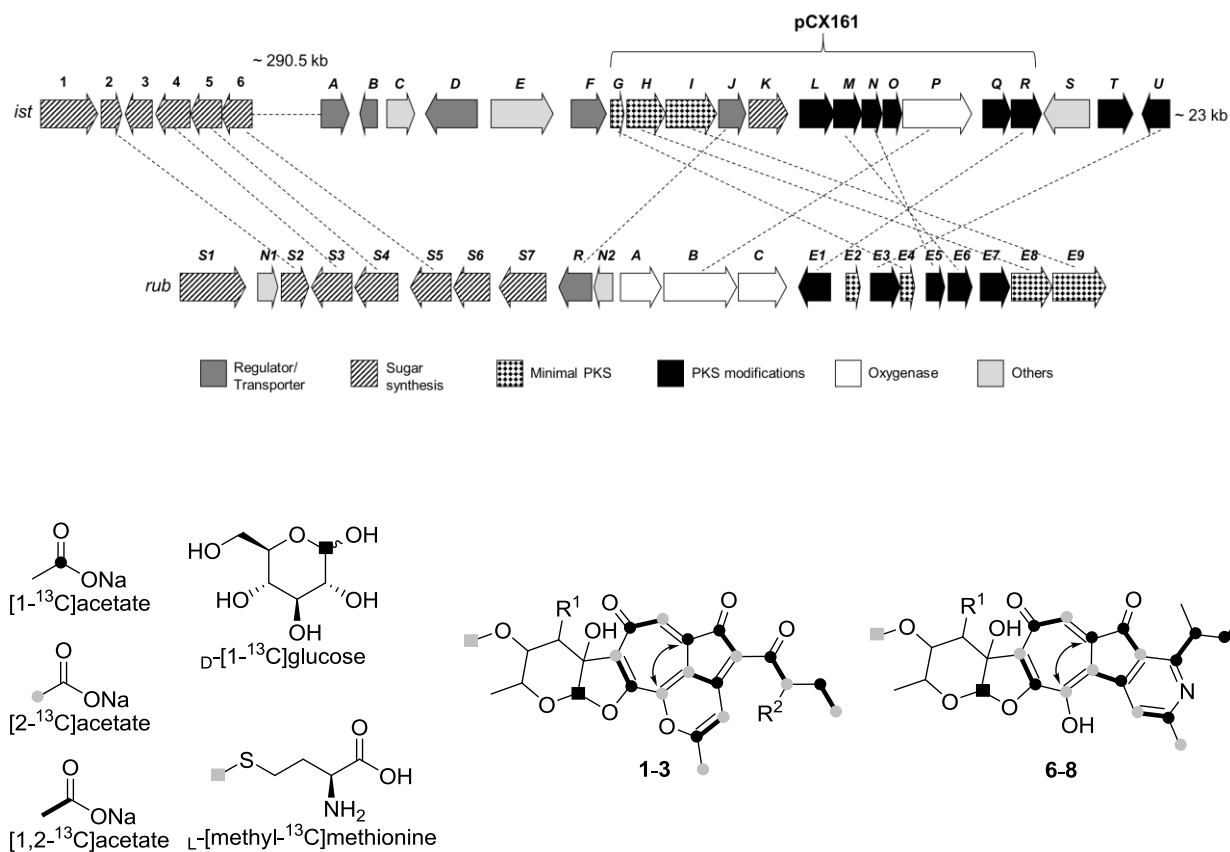 pCX161
~ 290.5 kb
1 2 3 4 5 6 A B C D E F G H I J K L M N O P Q R S T U
ist
~ 23 kb
S1 N1 S2 S3 S4 S5 S6 S7 R N2 A B C E1 E2 E3 E4 E5 E6 E7 E8 E9
rub
Regulator/
Transporter
Sugar
synthesis
Minimal PKS
PKS modifications
Oxygenase
Others
O
ONa
[1-¹³C]acetate
HO
O
OH
HO
OH
OH
D-[1-¹³C]glucose
O
ONa
[2-¹³C]acetate
O
ONa
[1,2-¹³C]acetate
S
O
OH
NH₂
L-[methyl-¹³C]methionine
O
R¹
OH
O
O
O
O
O
O
R²
1-3
O
R¹
OH
O
O
O
O
OH
N
6-8